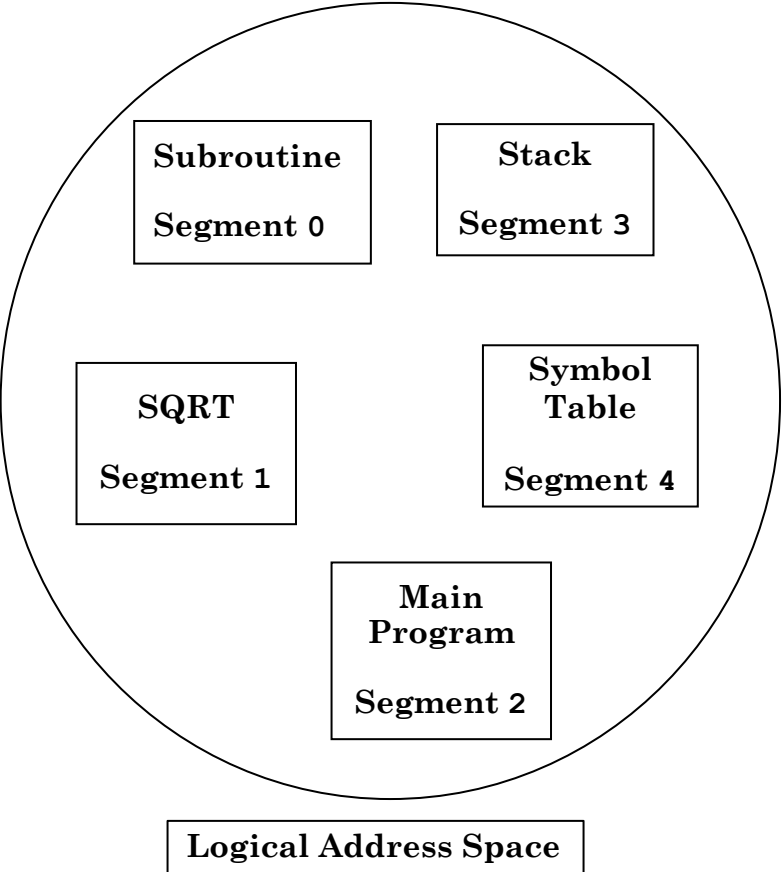 Subroutine
Segment 0
Stack
Segment 3
SQRT
Segment 1
Symbol
Table
Segment 4
Main
Program
Segment 2
Logical Address Space